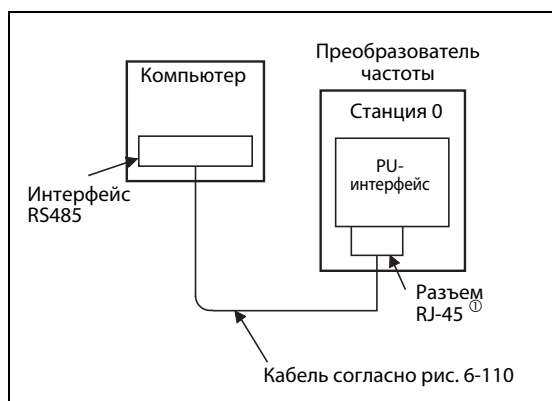 Компьютер
Интерфейс
RS485
Преобразователь
частоты
Станция 0
PU-
интерфейс
Разъем
RJ-45 ①
Кабель согласно рис. 6-110